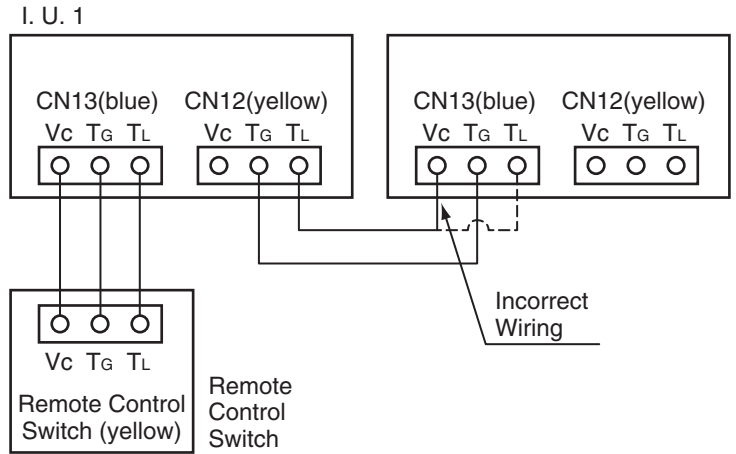 I. U. 1
CN13(blue) CN12(yellow)
Vc TG TL Vc TG TL
CN13(blue) CN12(yellow)
Vc TG TL Vc TG TL
Incorrect
Wiring
Vc TG TL
Remote Control
Switch (yellow)
Remote
Control
Switch